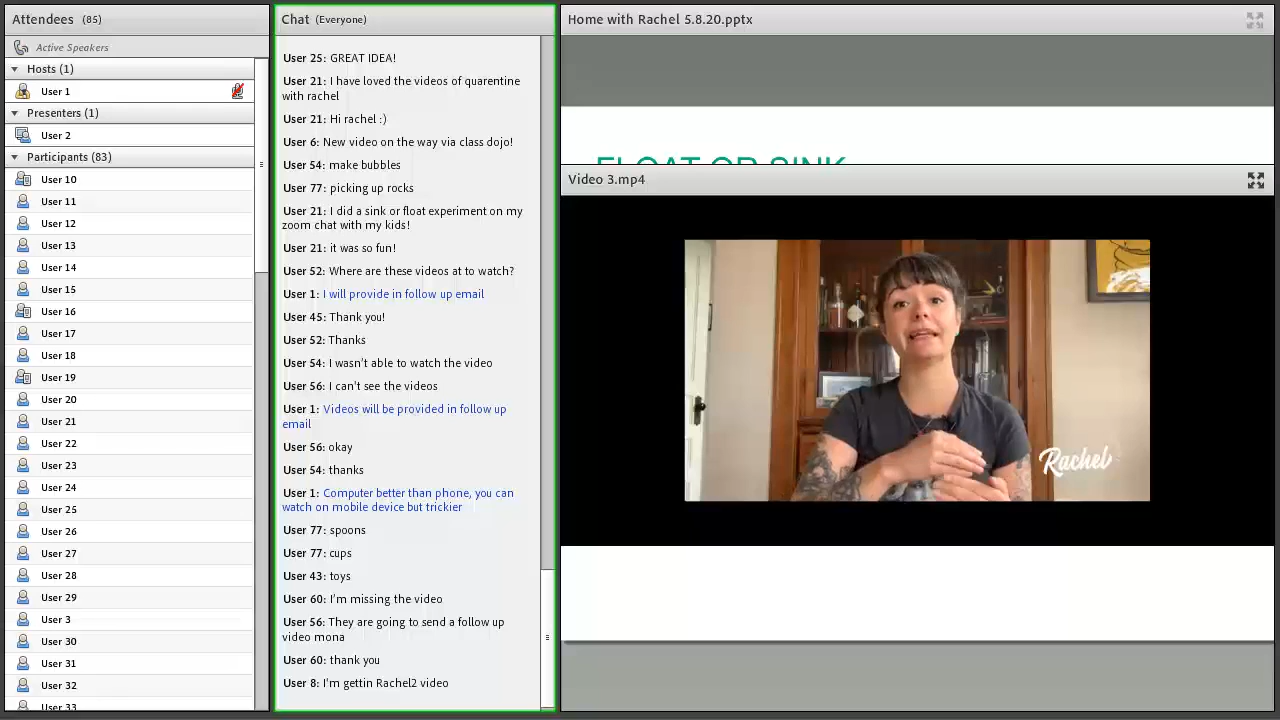 Attendees (85)
Active Speakers
Hosts (1)
User 1
Presenters (1)
User 2
Participants (83)
User 10
User 11
User 12
User 13
User 14
User 15
User 16
User 17
User 18
User 19
User 20
User 21
User 22
User 23
User 24
User 25
User 26
User 27
User 28
User 29
User 3
User 30
User 31
User 32
User 33
Chat (Everyone)
User 25: GREAT IDEA!
User 21: I have loved the videos of quarentine
with rachel
User 21: Hi rachel :)
User 6: New video on the way via class dojo!
User 54: make bubbles
User 77: picking up rocks
User 21: I did a sink or float experiment on my
zoom chat with my kids!
User 21: it was so fun!
User 52: Where are these videos at to watch?
User 1: I will provide in follow up email
User 45: Thank you!
User 52: Thanks
User 54: I wasn't able to watch the video
User 56: I can't see the videos
User 1: Videos will be provided in follow up
email
User 56: okay
User 54: thanks
User 1: Computer better than phone, you can
watch on mobile device but trickier
User 77: spoons
User 77: cups
User 43: toys
User 60: I'm missing the video
User 56: They are going to send a follow up
video mona
User 60: thank you
User 8: I'm gettin Rachel2 video
Home with Rachel 5.8.20.pptx
FLOAT OR SINK
Video 3.mp4
Rachel